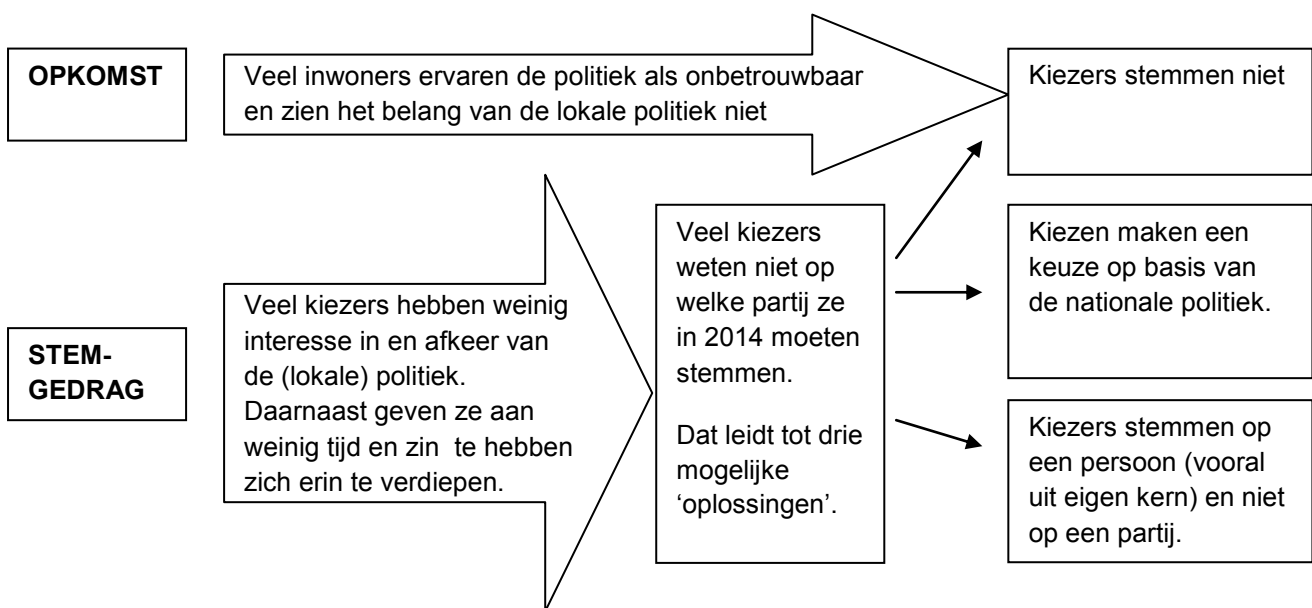 OPKOMST
Veel inwoners ervaren de politiek als onbetrouwbaar
en zien het belang van de lokale politiek niet
Kiezers stemmen niet
STEM-
GEDRAG
Veel kiezers hebben weinig
interesse in en afkeer van
de (lokale) politiek.
Daarnaast geven ze aan
weinig tijd en zin te hebben
zich erin te verdiepen.
Veel kiezers
weten niet op
welke partij ze
in 2014 moeten
stemmen.
Dat leidt tot drie
mogelijke
‘oplossingen’.
Kiezen maken een
keuze op basis van
de nationale politiek.
Kiezers stemmen op
een persoon (vooral
uit eigen kern) en niet
op een partij.